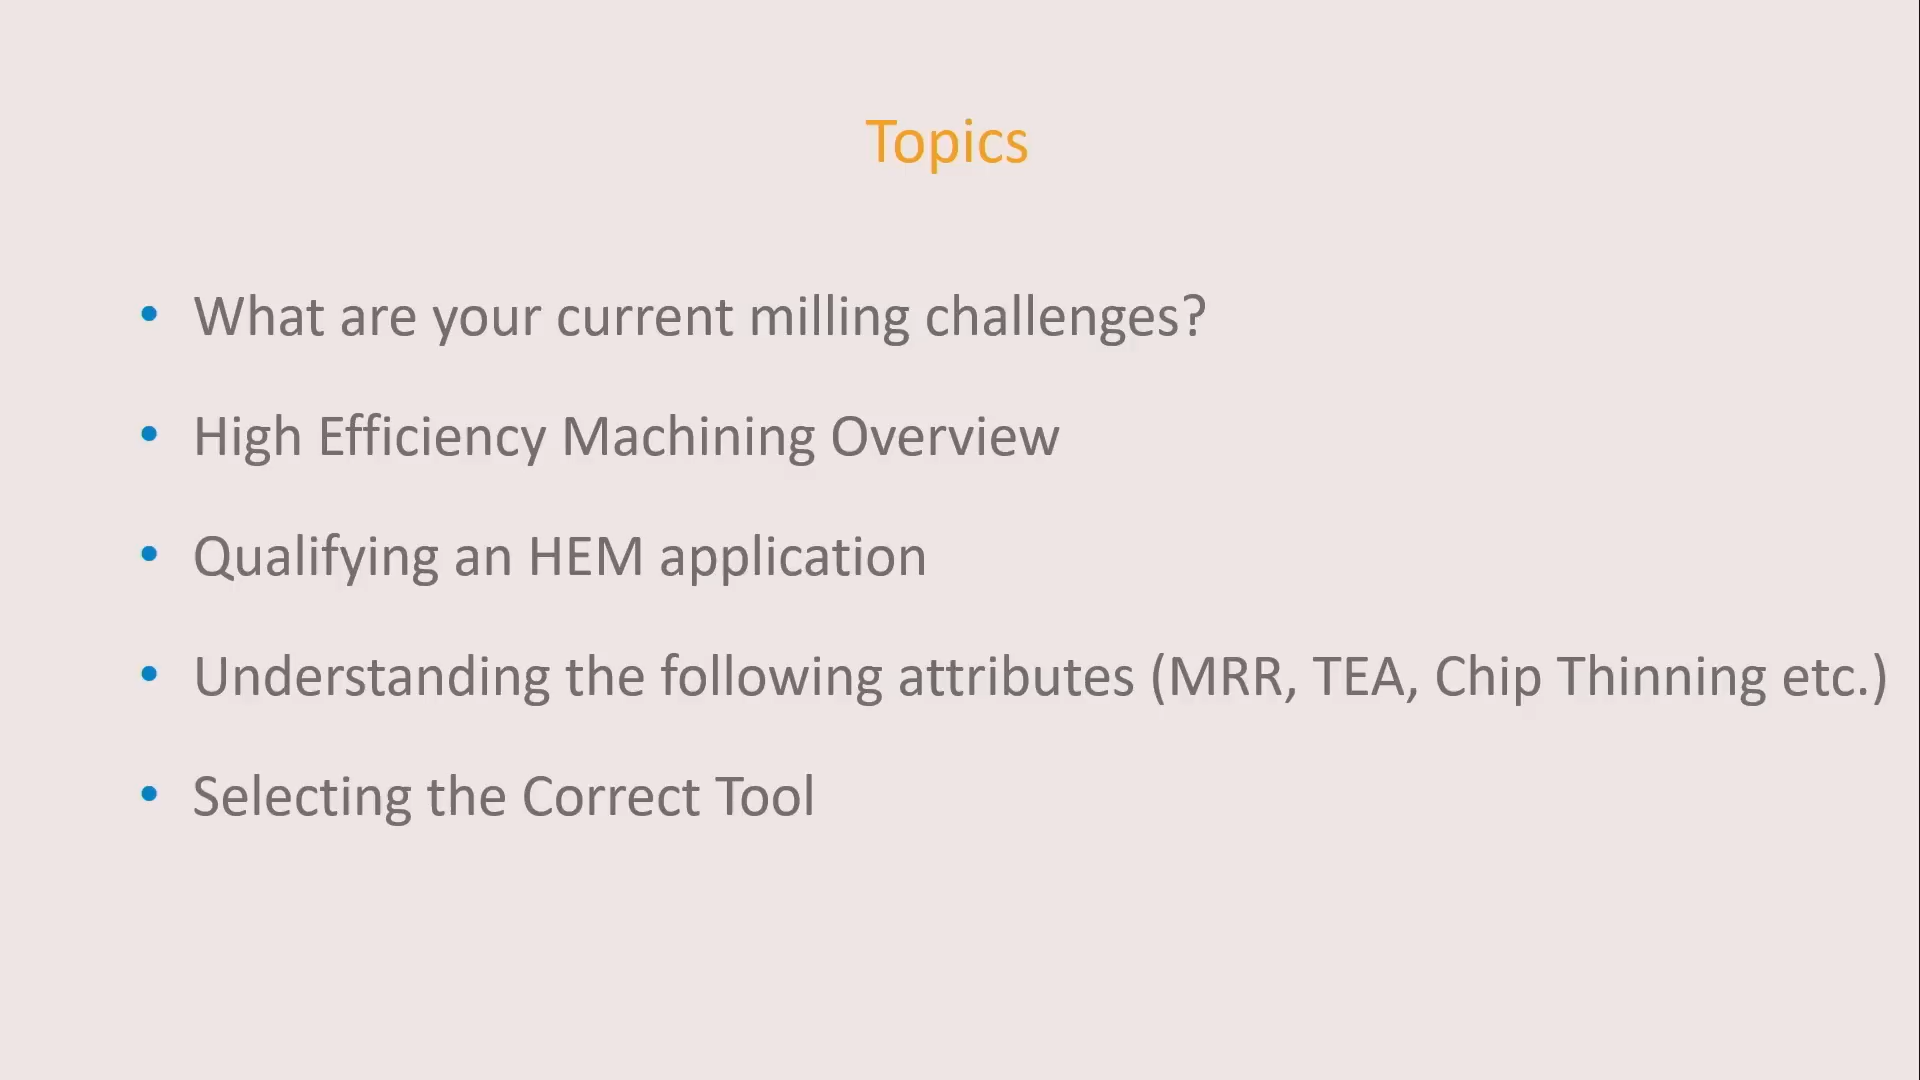 Topics
• What are your current milling challenges?
• High Efficiency Machining Overview
• Qualifying an HEM application
• Understanding the following attributes (MRR, TEA, Chip Thinning etc.)
• Selecting the Correct Tool